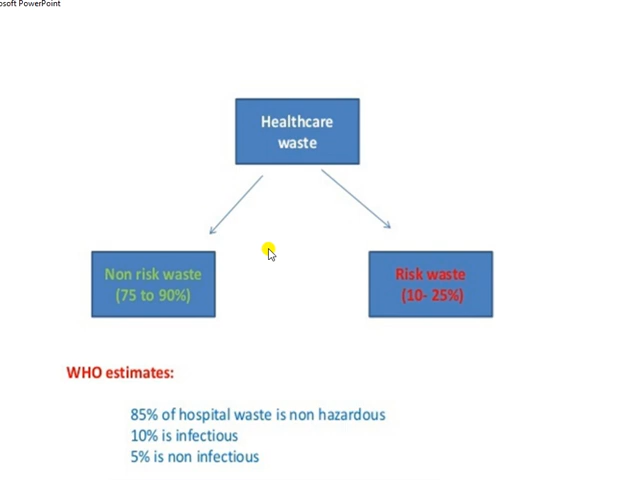 osoft PowerPoint
Healthcare
waste
Non risk waste
(75 to 90%)
Risk waste
(10- 25%)
WHO estimates:
85% of hospital waste is non hazardous
10% is infectious
5% is non infectious